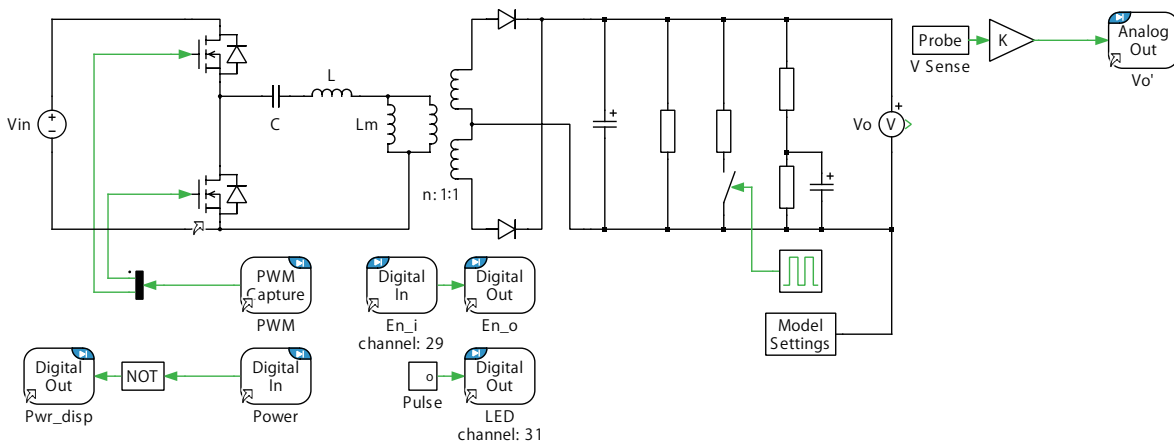 Vin
C
L
Lm
n: 1:1
Vo
V
Probe
V Sense
K
Analog
Out
Vo'
PWM
Capture
PWM
Digital
In
En_i
channel: 29
Digital
Out
En_o
Model
Settings
Digital
Out
Pwr_disp
NOT
Digital
In
Power
o
Pulse
Digital
Out
LED
channel: 31